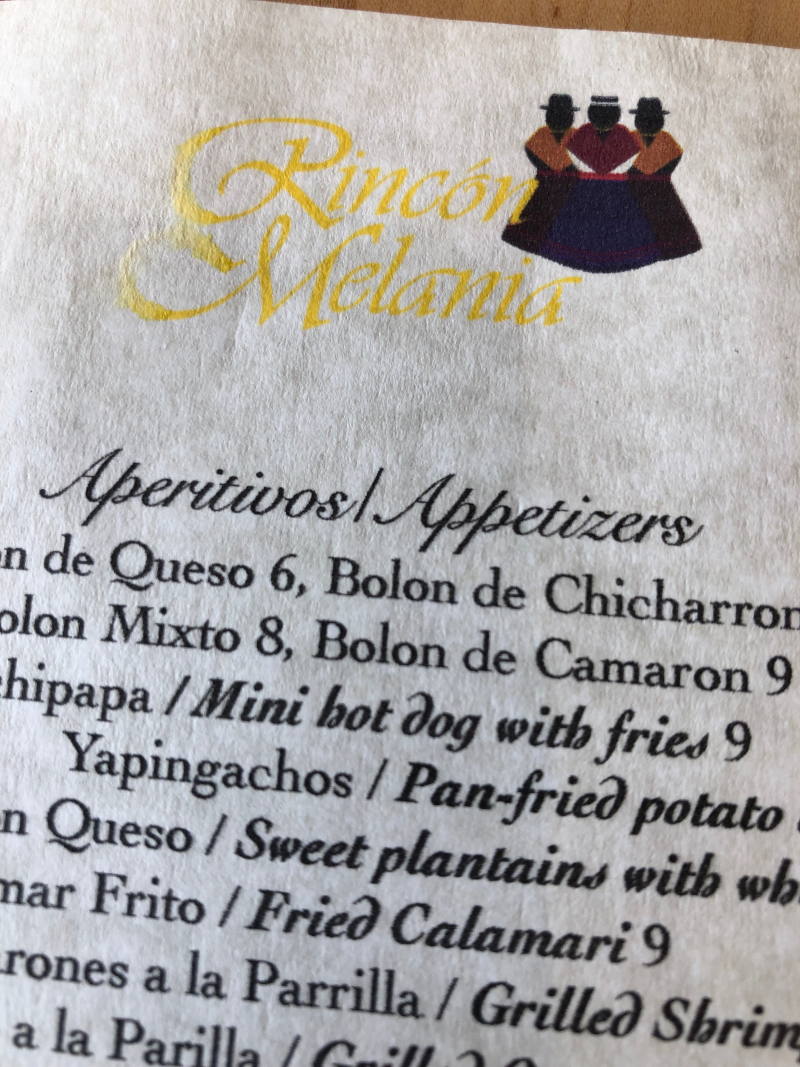 Rincón
Melania
Aperitivos/Appetizers
de Queso 6, Bolon de Chicharron
Mixto 8, Bolon de Camaron 9
/ Mini hot dog with fries 9
Yapingachos / Pan-fried potato
Queso / Sweet plantains with
Frito / Fried Calamari 9
a la Parrilla / Grilled
a la Parilla /